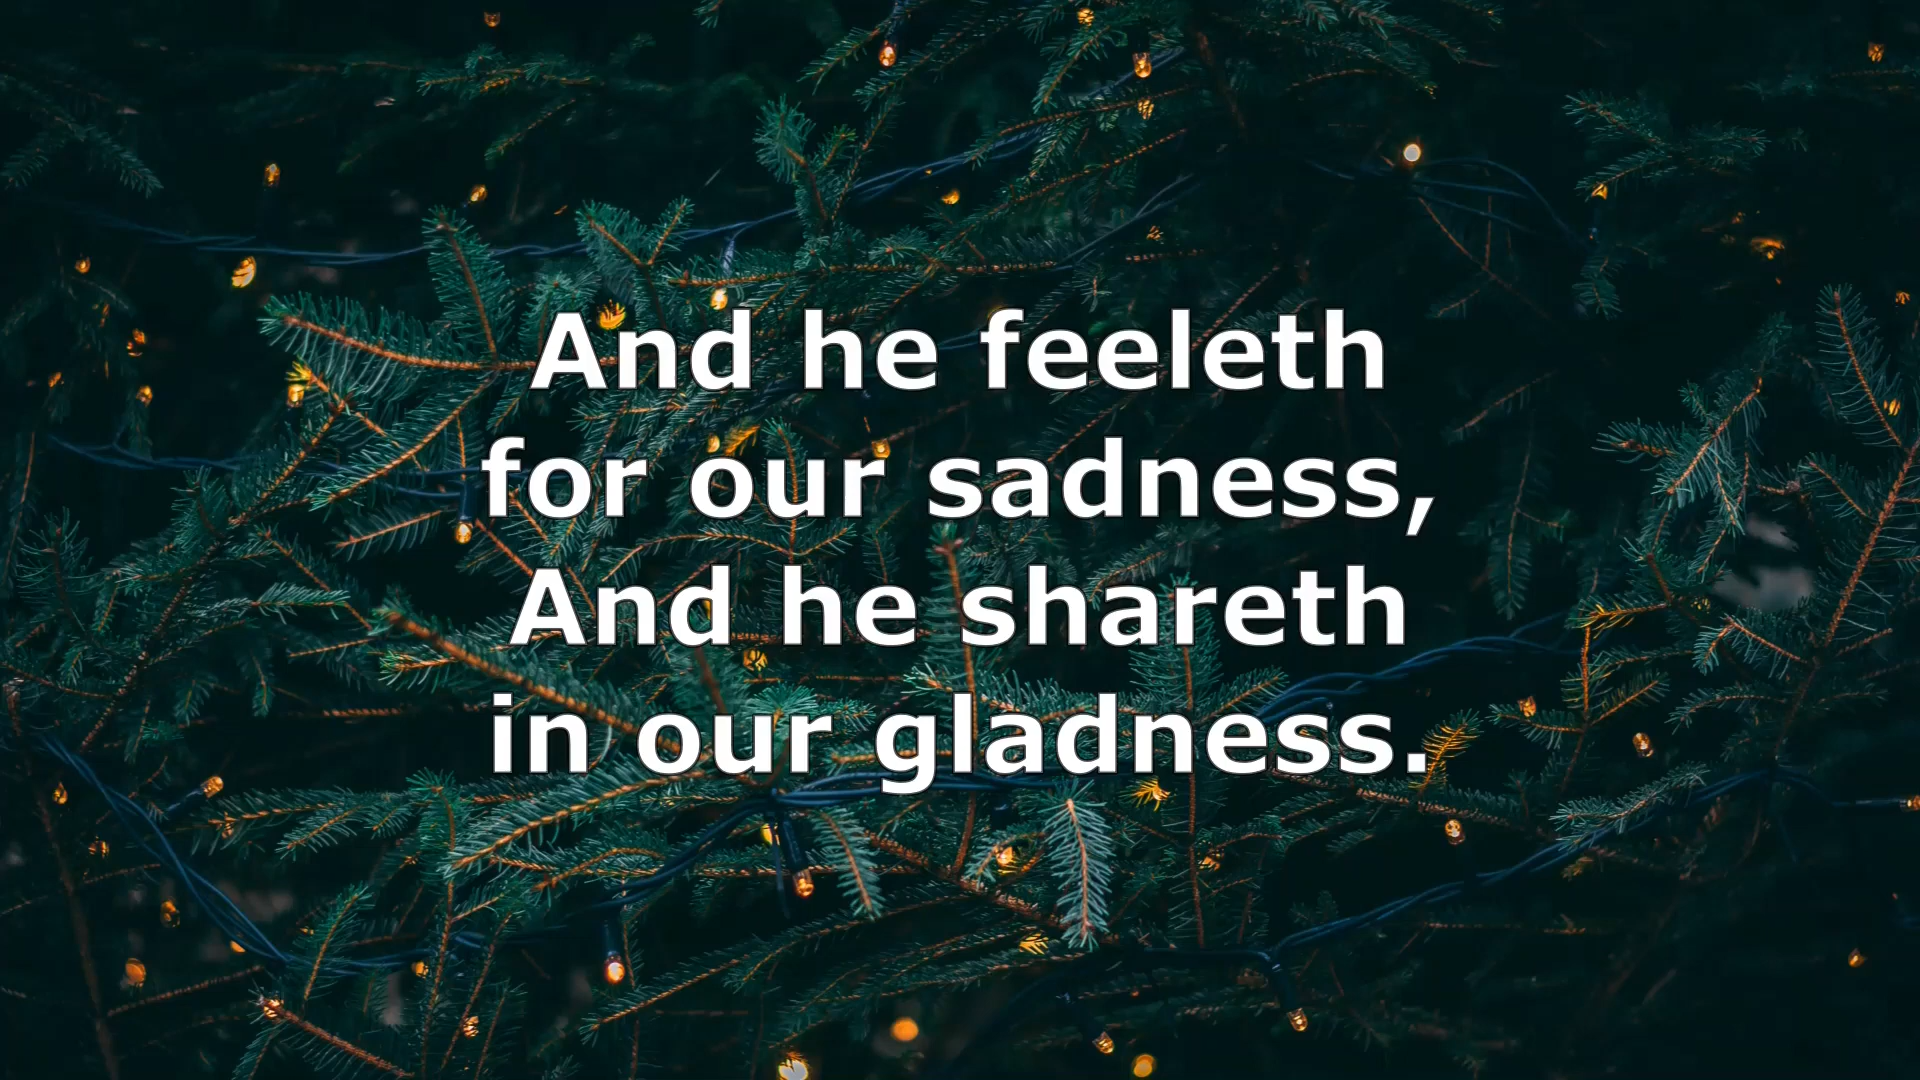 And he feeleth
for our sadness,
And he shareth
in our gladness.